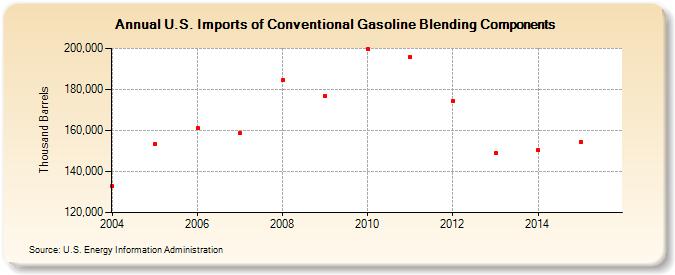 Annual U.S. Imports of Conventional Gasoline Blending Components
Thousand Barrels
200,000
180,000
160,000
140,000
120,000
2004 2006 2008 2010 2012 2014
Source: U.S. Energy Information Administration